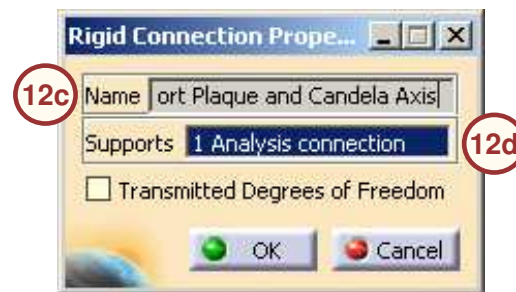 Rigid Connection Prope...
12c Name ort Plaque and Candela Axis
Supports 1 Analysis connection 12d
Transmitted Degrees of Freedom
OK Cancel